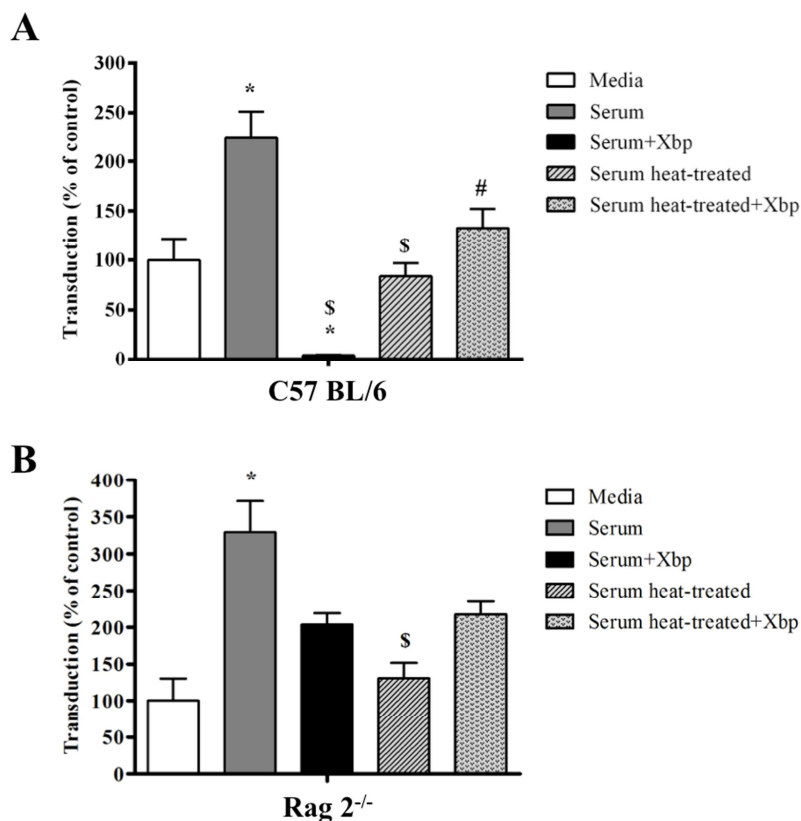 A
Transduction (% of control)
300
250
200
150
100
50
0
*
$
*
$
#
C57 BL/6
Media
Serum
Serum+Xbp
Serum heat-treated
Serum heat-treated+Xbp
B
Transduction (% of control)
400
350
300
250
200
150
100
50
0
*
$
Rag 2-/-
Media
Serum
Serum+Xbp
Serum heat-treated
Serum heat-treated+Xbp